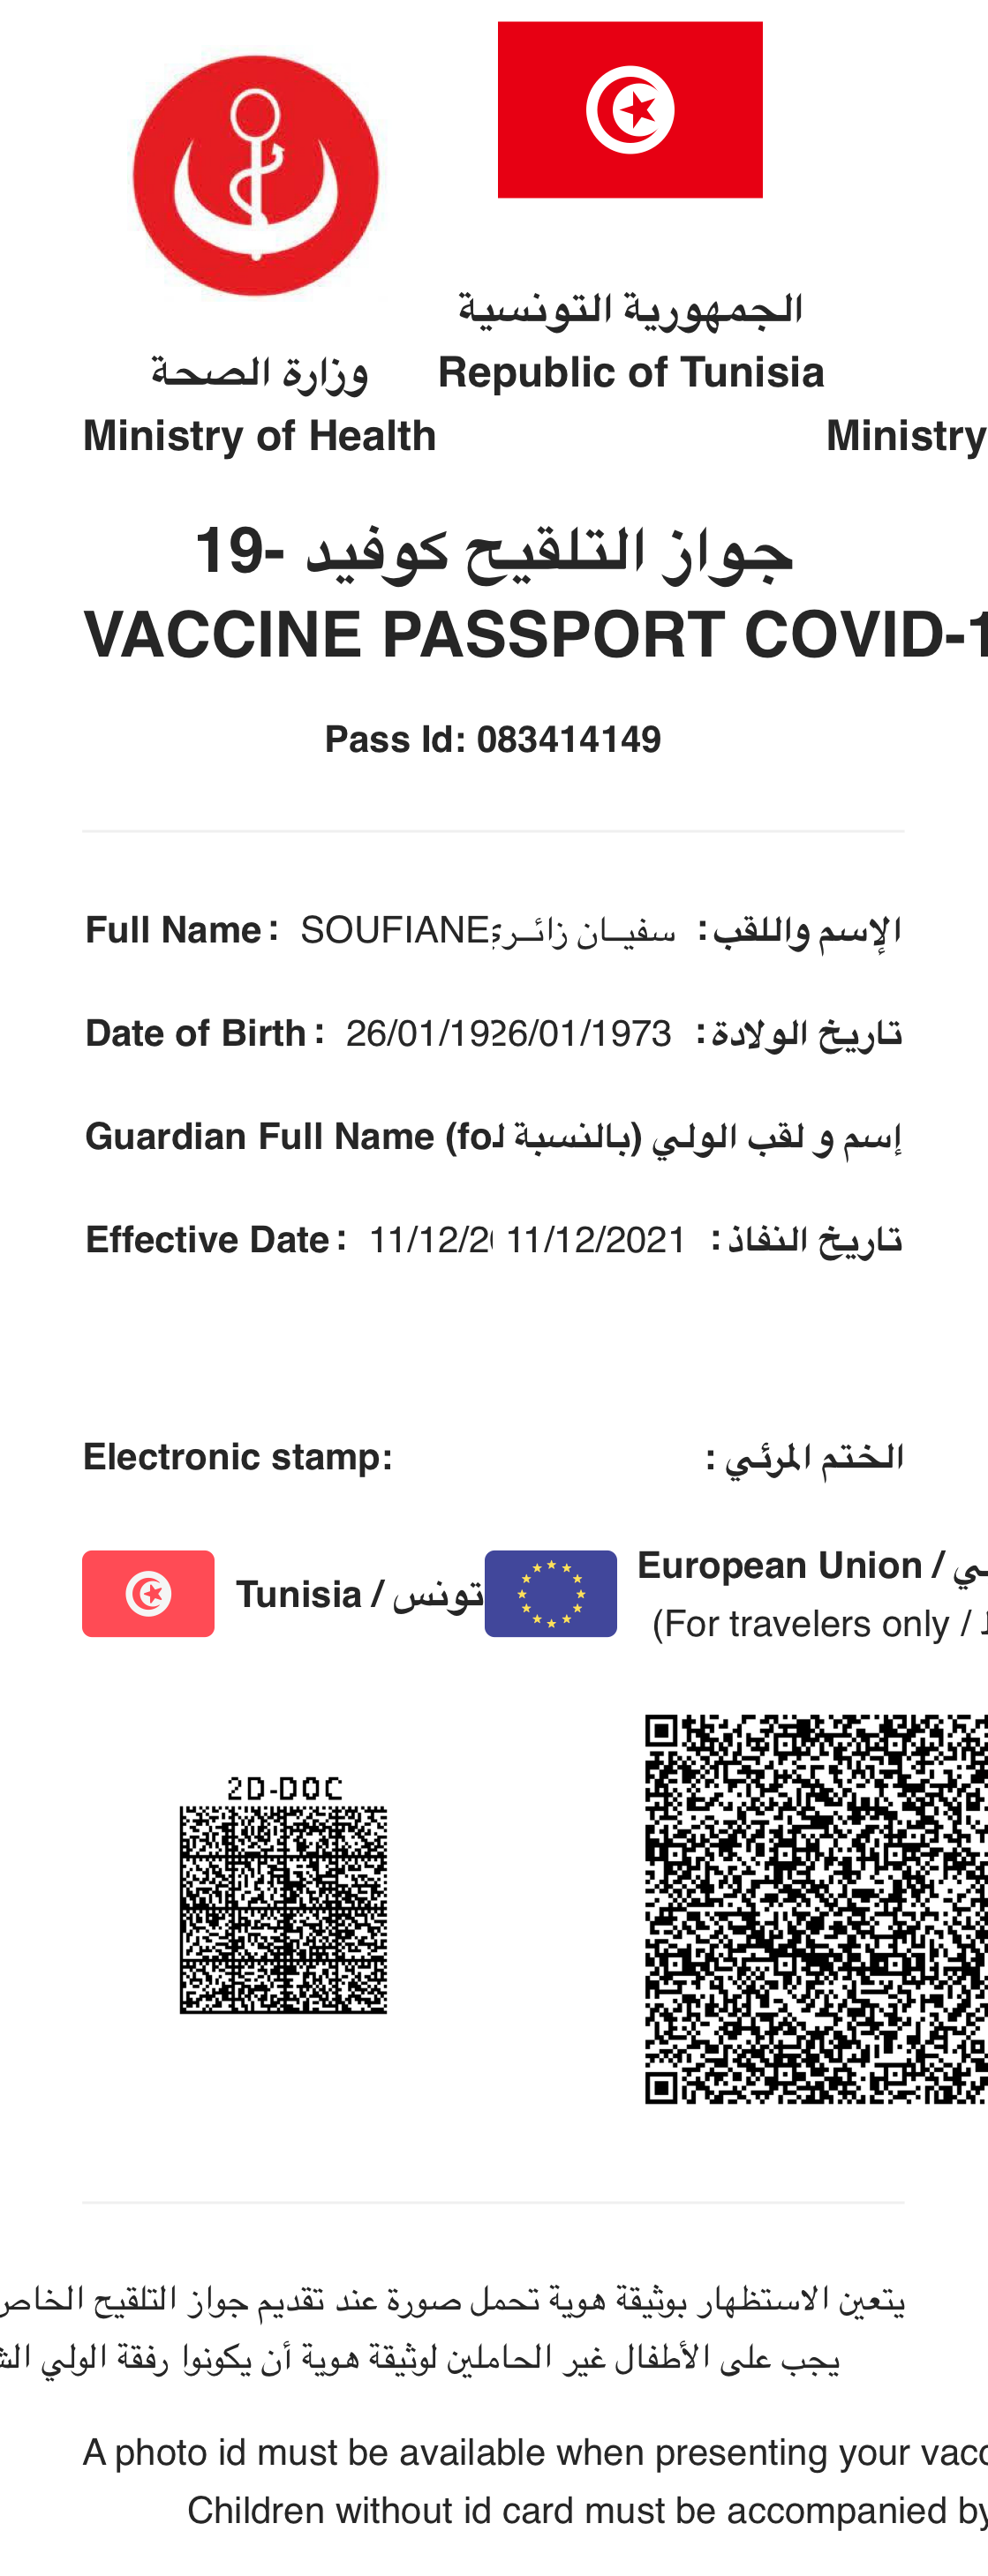 الجمهورية التونسية
وزارة الصحة
Republic of Tunisia
Ministry of Health
Ministry
جواز التلقيح كوفيد -19
VACCINE PASSPORT COVID-1
Pass Id: 083414149
Full Name : SOUFIANE
الإسم واللقب : سفيــان زائــري
Date of Birth : 26/01/19
تاريخ الولادة : 26/01/1973
Guardian Full Name (fo
إسم و لقب الولي (بالنسبة
Effective Date : 11/12/2
تاريخ النفاذ : 11/12/2021
Electronic stamp:
الختم المرئي :
Tunisia / تونس
European Union /
(For travelers only /
2D-DOC
يتعين الاستظهار بوثيقة هوية تحمل صورة عند تقديم جواز التلقيح الخاص
يجب على الأطفال غير الحاملين لوثيقة هوية أن يكونوا رفقة الولي
A photo id must be available when presenting your vacc
Children without id card must be accompanied by